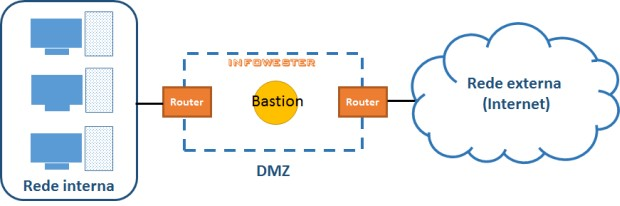 INFOWESTER
Router
Bastion
Router
Rede externa
(Internet)
DMZ
Rede interna